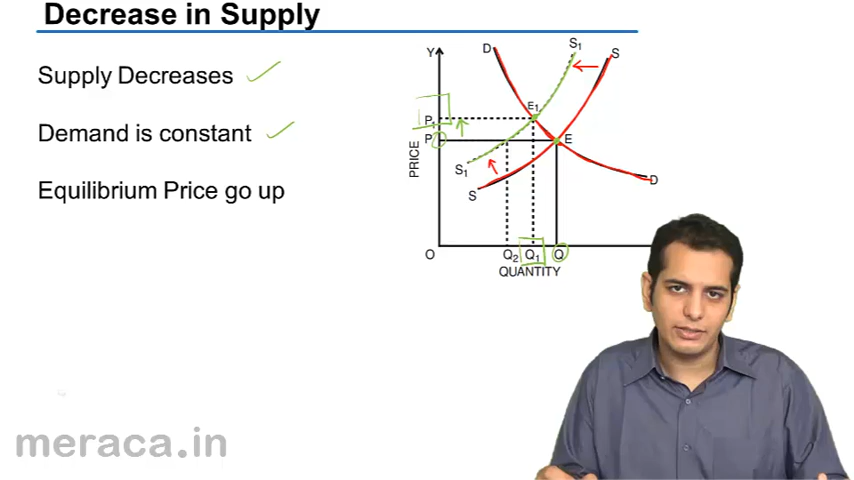 Decrease in Supply
Supply Decreases
Demand is constant
Equilibrium Price go up
Y
D
S1
S
E1
P1
P
E
PRICE
S1
S
D
O
Q2 Q1 Q
QUANTITY
meraca.in